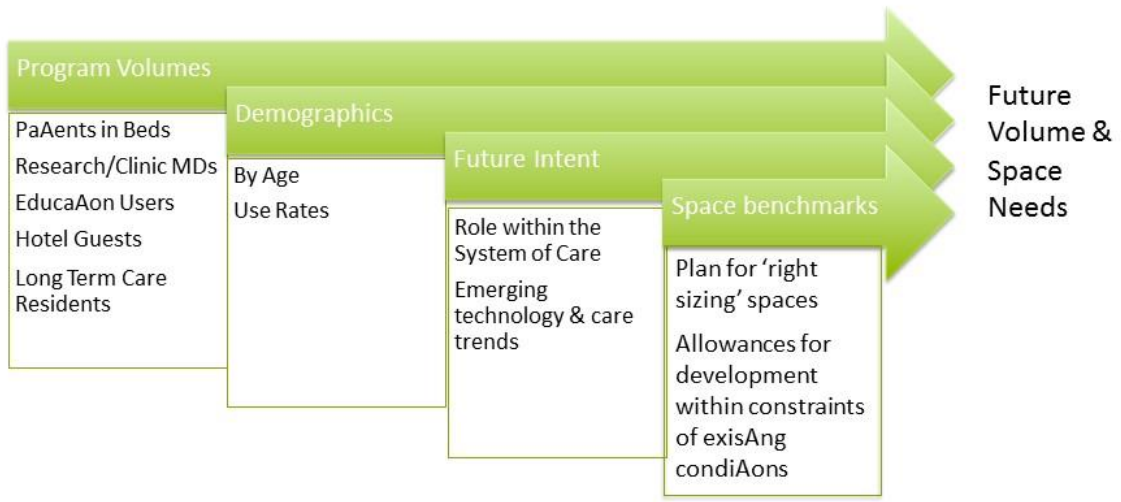 Program Volumes
PaAents in Beds
Research/Clinic MDs
EducaAon Users
Hotel Guests
Long Term Care
Residents
Demographics
By Age
Use Rates
Future Intent
Role within the
System of Care
Emerging
technology & care
trends
Space benchmarks
Plan for ‘right
sizing’ spaces
Allowances for
development
within constraints
of exisAng
condiAons
Future
Volume &
Space
Needs